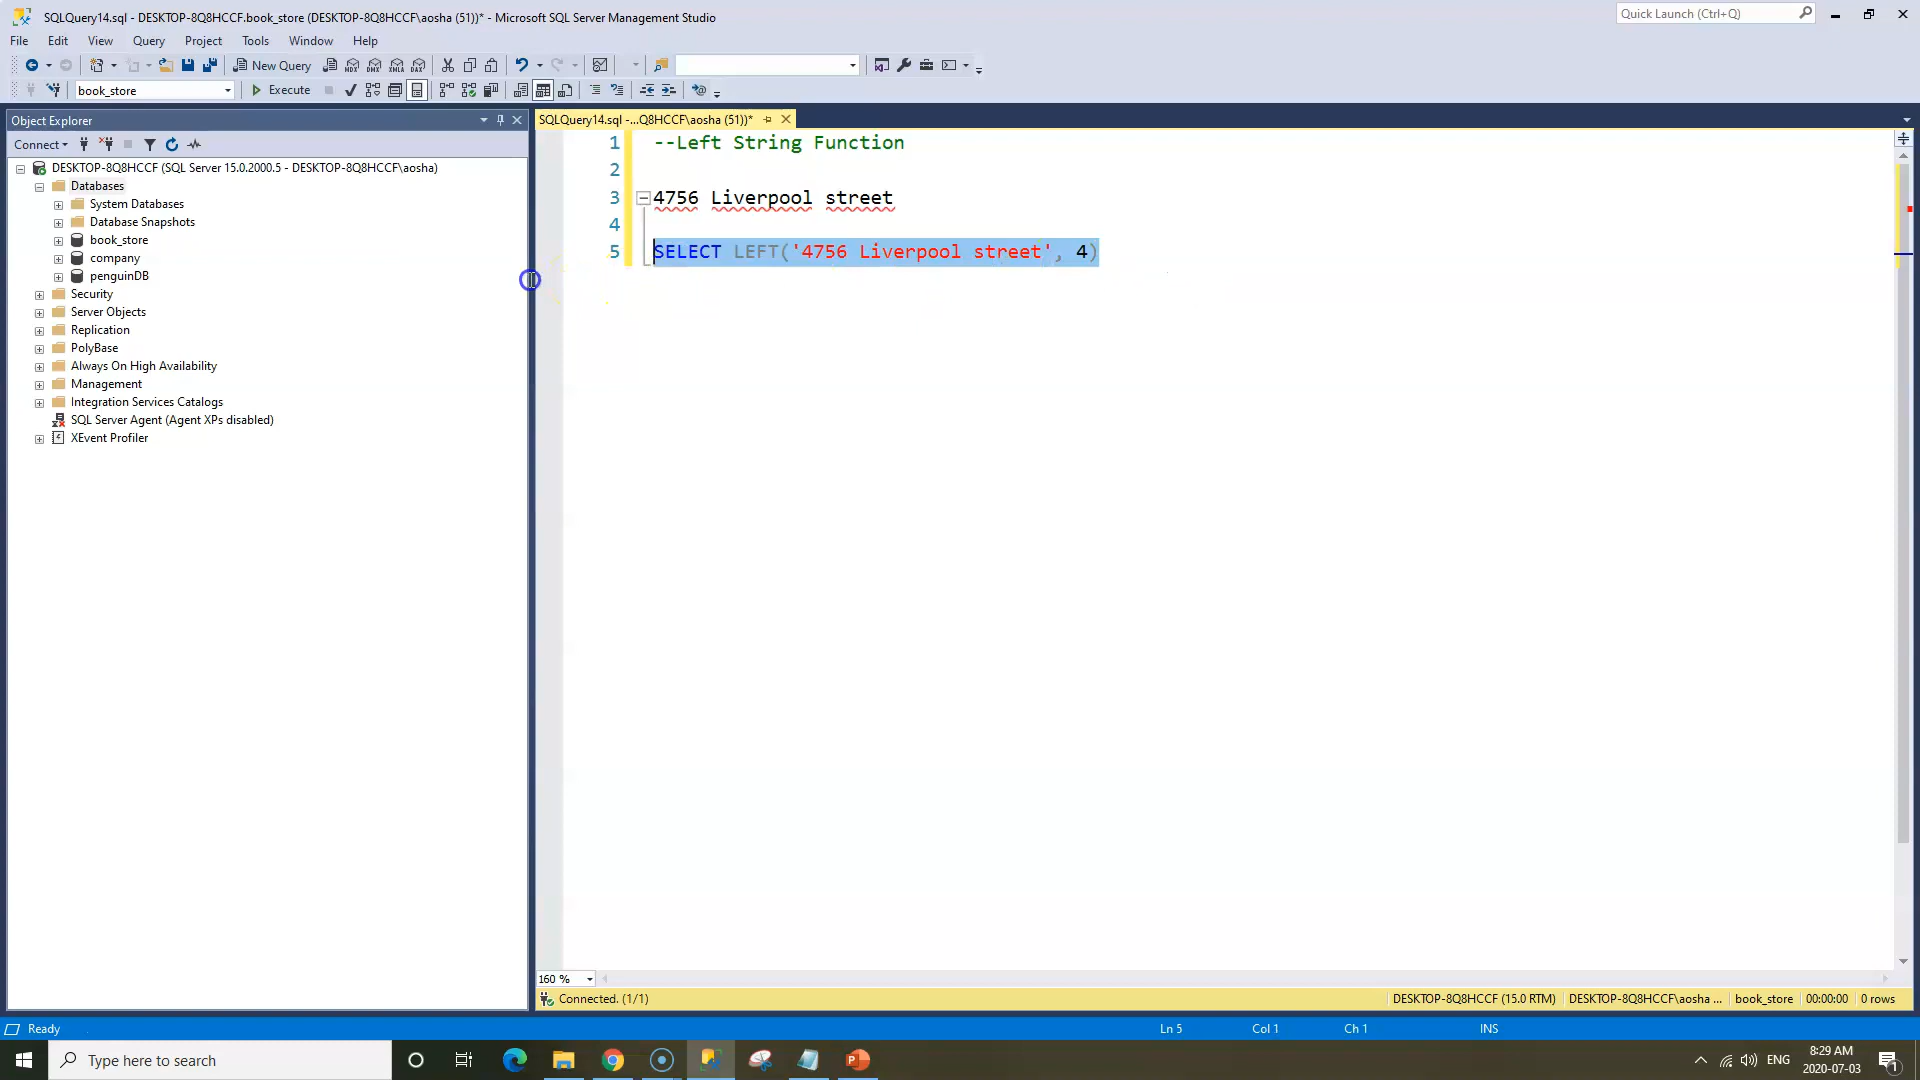 SQLQuery14.sql - DESKTOP-8Q8HCCF.book_store (DESKTOP-8Q8HCCF\aosha (51))* - Microsoft SQL Server Management Studio
Quick Launch (Ctrl+Q)
File Edit View Query Project Tools Window Help
New Query
book_store
Execute
Object Explorer
Connect
DESKTOP-8Q8HCCF (SQL Server 15.0.2000.5 - DESKTOP-8Q8HCCF\aosha)
Databases
System Databases
Database Snapshots
book_store
company
penguinDB
Security
Server Objects
Replication
PolyBase
Always On High Availability
Management
Integration Services Catalogs
SQL Server Agent (Agent XPs disabled)
XEvent Profiler
SQLQuery14.sql -...Q8HCCF\aosha (51))*
1 --Left String Function
2
3 4756 Liverpool street
4
5 SELECT LEFT('4756 Liverpool street', 4)
160 %
Connected. (1/1)
DESKTOP-8Q8HCCF (15.0 RTM) DESKTOP-8Q8HCCF\aosha ... book_store 00:00:00 0 rows
Ready
Ln 5 Col 1 Ch 1 INS
Type here to search
ENG
8:29 AM
2020-07-03
1